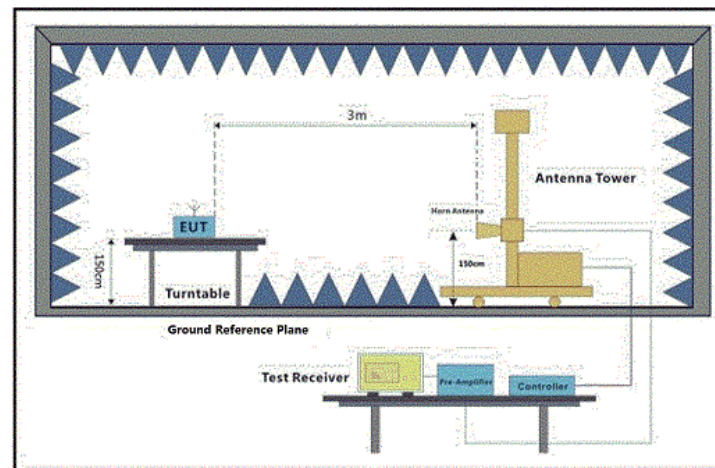 3m
Antenna Tower
Horn Antenna
EUT
150cm
150cm
Turntable
Ground Reference Plane
Test Receiver
Pre-Amplifier
Controller